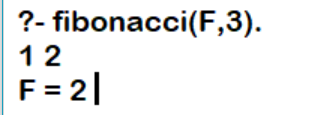 ?- fibonacci(F,3).
1 2
F = 2